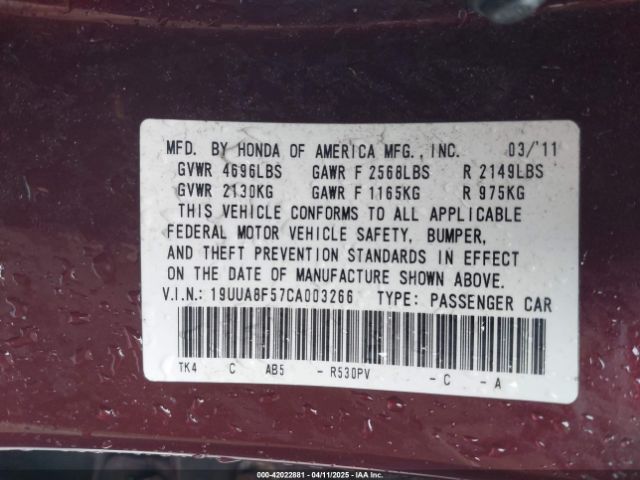 MFD. BY HONDA OF AMERICA MFG., INC. 03/'11
GVWR 4696LBS GAWR F 2568LBS R 2149LBS
GVWR 2130KG GAWR F 1165KG R 975KG
THIS VEHICLE CONFORMS TO ALL APPLICABLE
FEDERAL MOTOR VEHICLE SAFETY, BUMPER,
AND THEFT PREVENTION STANDARDS IN EFFECT
ON THE DATE OF MANUFACTURE SHOWN ABOVE.
V.I.N.: 19UUA8F57CA003266 TYPE: PASSENGER CAR
TK4 C AB5 - R530PV - C - A
000-42022881 - 04/11/2025 - IAA Inc.